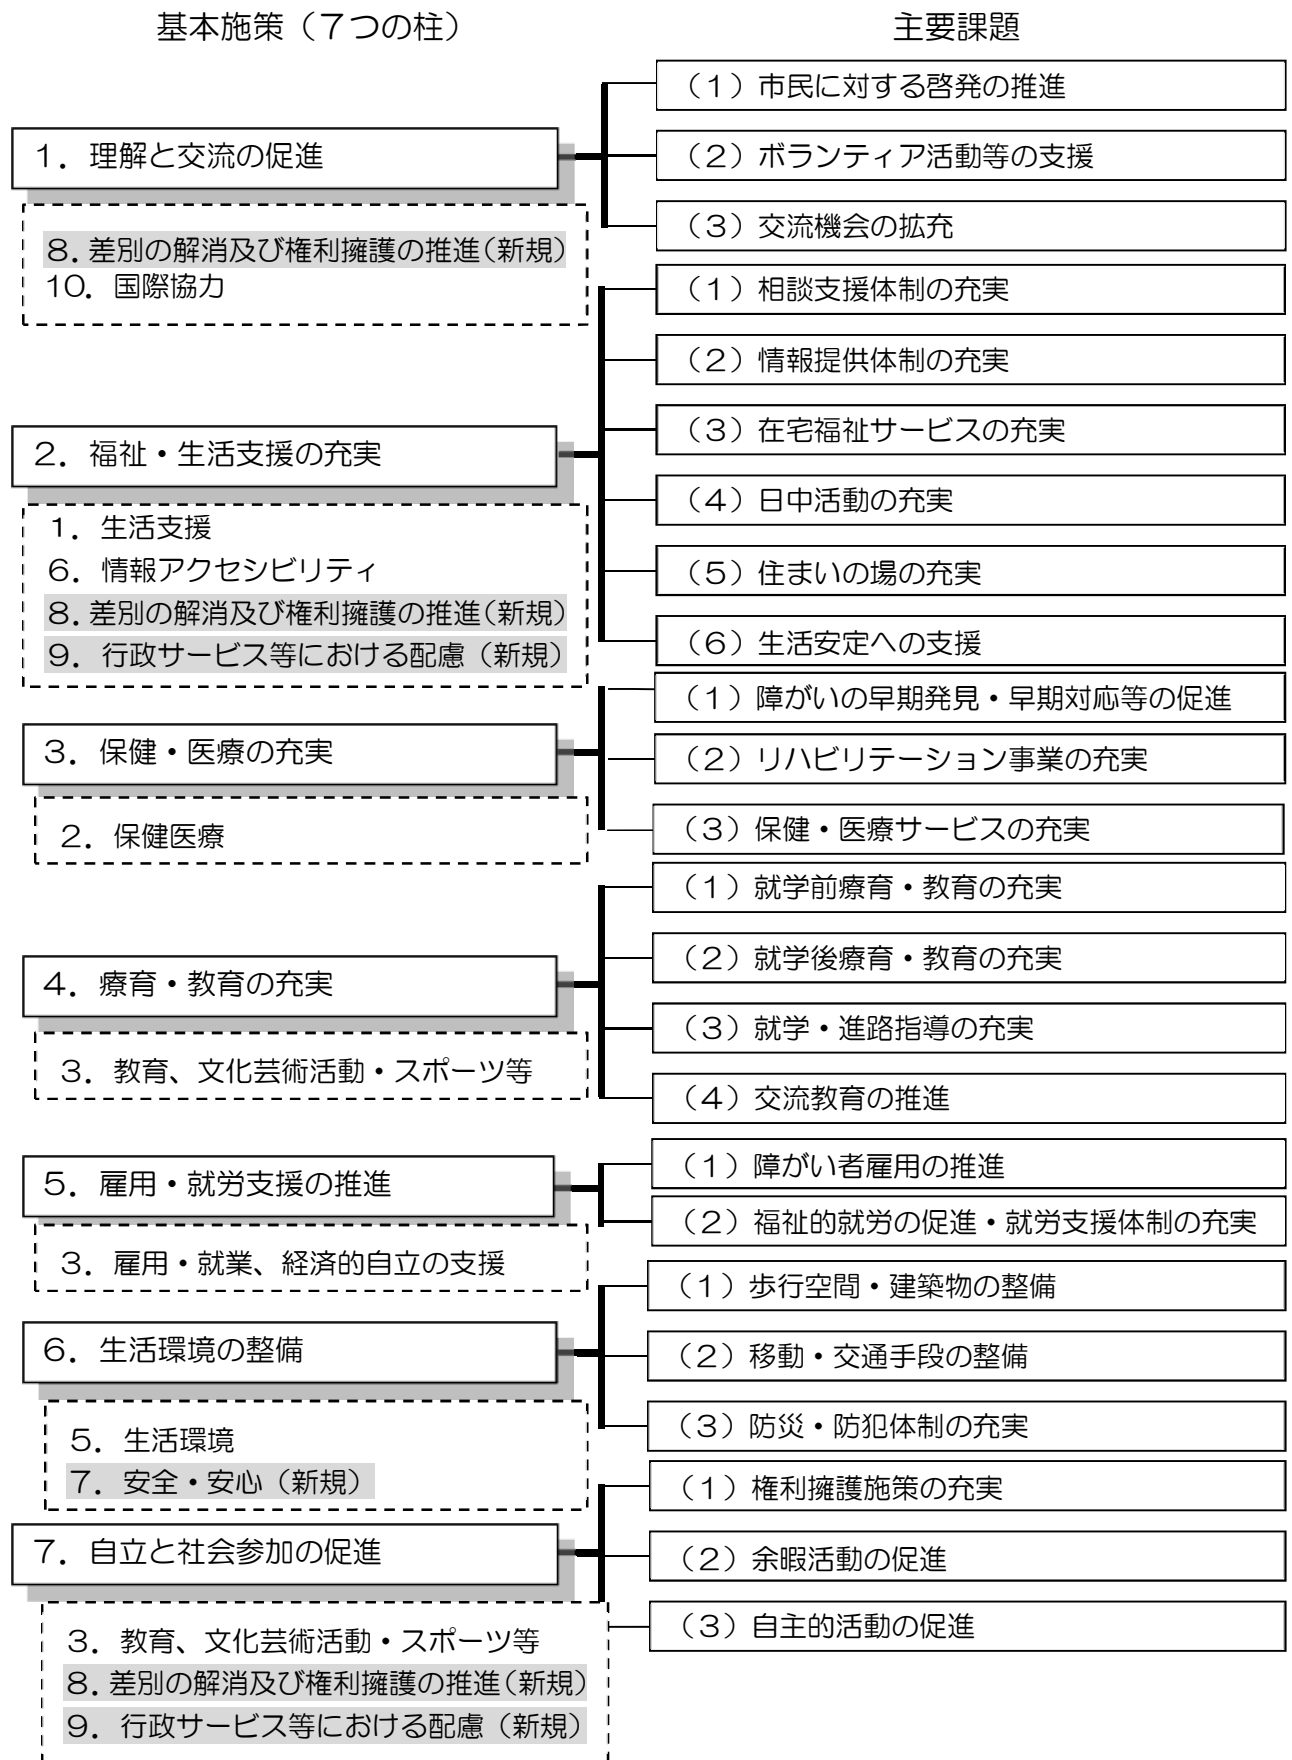 基本施策（７つの柱）
主要課題
１．理解と交流の促進
８．差別の解消及び権利擁護の推進（新規）
１０．国際協力
（１）市民に対する啓発の推進
（２）ボランティア活動等の支援
（３）交流機会の拡充
２．福祉・生活支援の充実
１．生活支援
６．情報アクセシビリティ
８．差別の解消及び権利擁護の推進（新規）
９．行政サービス等における配慮（新規）
（１）相談支援体制の充実
（２）情報提供体制の充実
（３）在宅福祉サービスの充実
（４）日中活動の充実
（５）住まいの場の充実
（６）生活安定への支援
３．保健・医療の充実
２．保健医療
（１）障がいの早期発見・早期対応等の促進
（２）リハビリテーション事業の充実
（３）保健・医療サービスの充実
４．療育・教育の充実
３．教育、文化芸術活動・スポーツ等
（１）就学前療育・教育の充実
（２）就学後療育・教育の充実
（３）就学・進路指導の充実
（４）交流教育の推進
５．雇用・就労支援の推進
３．雇用・就業、経済的自立の支援
（１）障がい者雇用の推進
（２）福祉的就労の促進・就労支援体制の充実
６．生活環境の整備
５．生活環境
７．安全・安心（新規）
（１）歩行空間・建築物の整備
（２）移動・交通手段の整備
（３）防災・防犯体制の充実
７．自立と社会参加の促進
３．教育、文化芸術活動・スポーツ等
８．差別の解消及び権利擁護の推進（新規）
９．行政サービス等における配慮（新規）
（１）権利擁護施策の充実
（２）余暇活動の促進
（３）自主的活動の促進